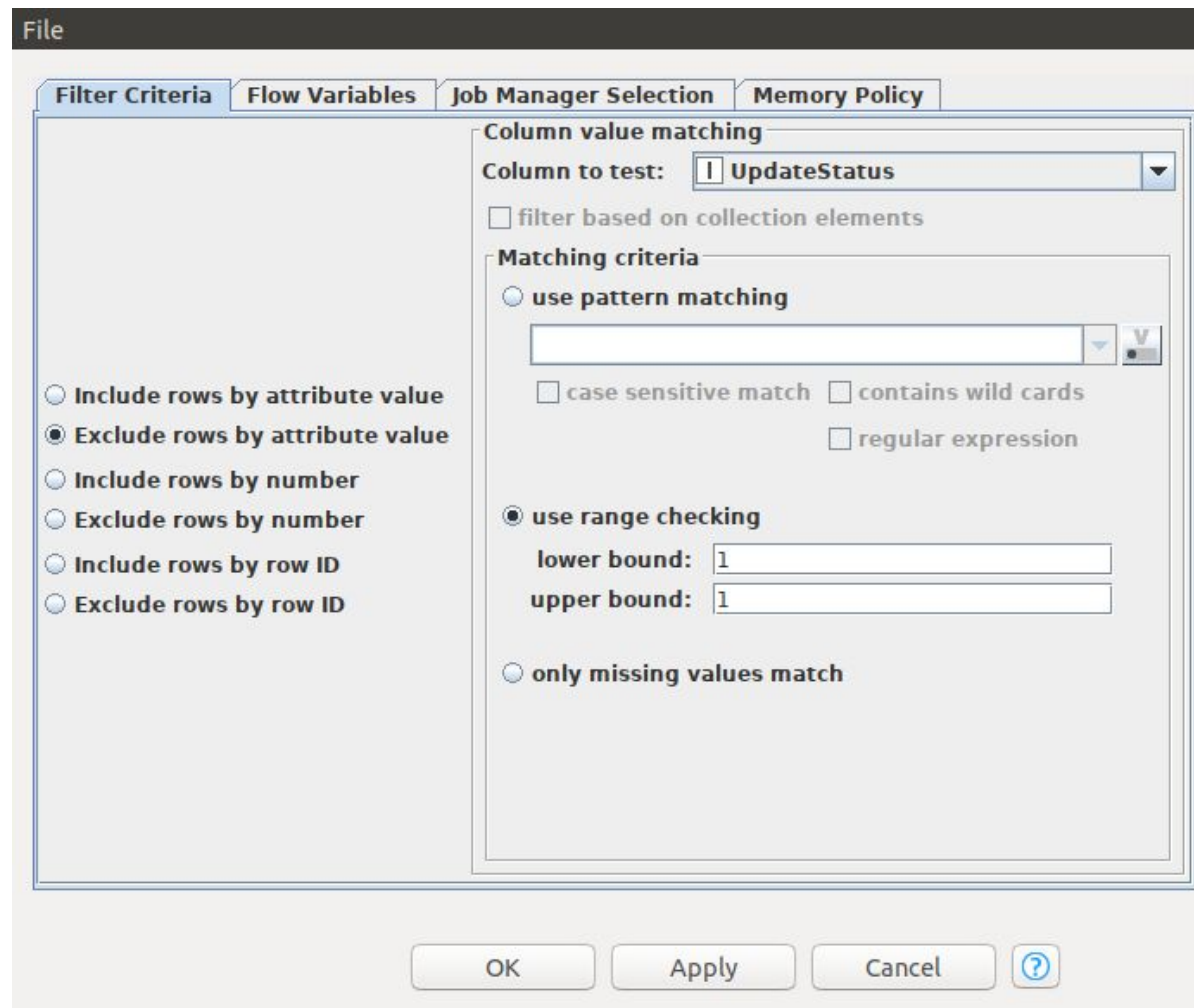 File
Filter Criteria Flow Variables Job Manager Selection Memory Policy
Include rows by attribute value
Exclude rows by attribute value
Include rows by number
Exclude rows by number
Include rows by row ID
Exclude rows by row ID
Column value matching
Column to test: I UpdateStatus
filter based on collection elements
Matching criteria
use pattern matching
V
case sensitive match contains wild cards
regular expression
use range checking
lower bound: 1
upper bound: 1
only missing values match
OK Apply Cancel ?